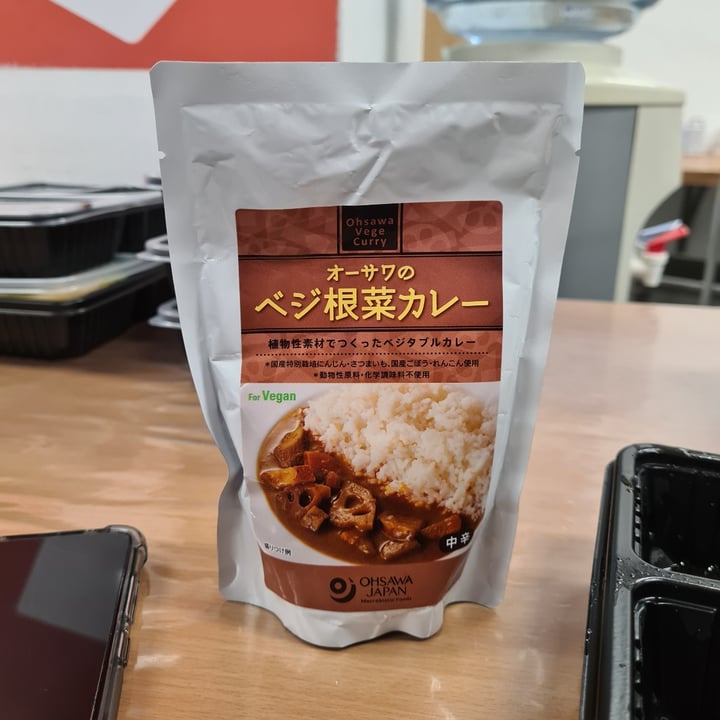 Ohsawa
Vege
Curry
オーサワの
ベジ根菜カレー
植物性素材でつくったベジタブルカレー
*国産特別栽培にんじん・さつまいも、国産ごぼう・れんこん使用
*動物性原料・化学調味料不使用
For Vegan
盛りつけ例
中辛
OHSAWA
JAPAN
Macrobiotic Foods